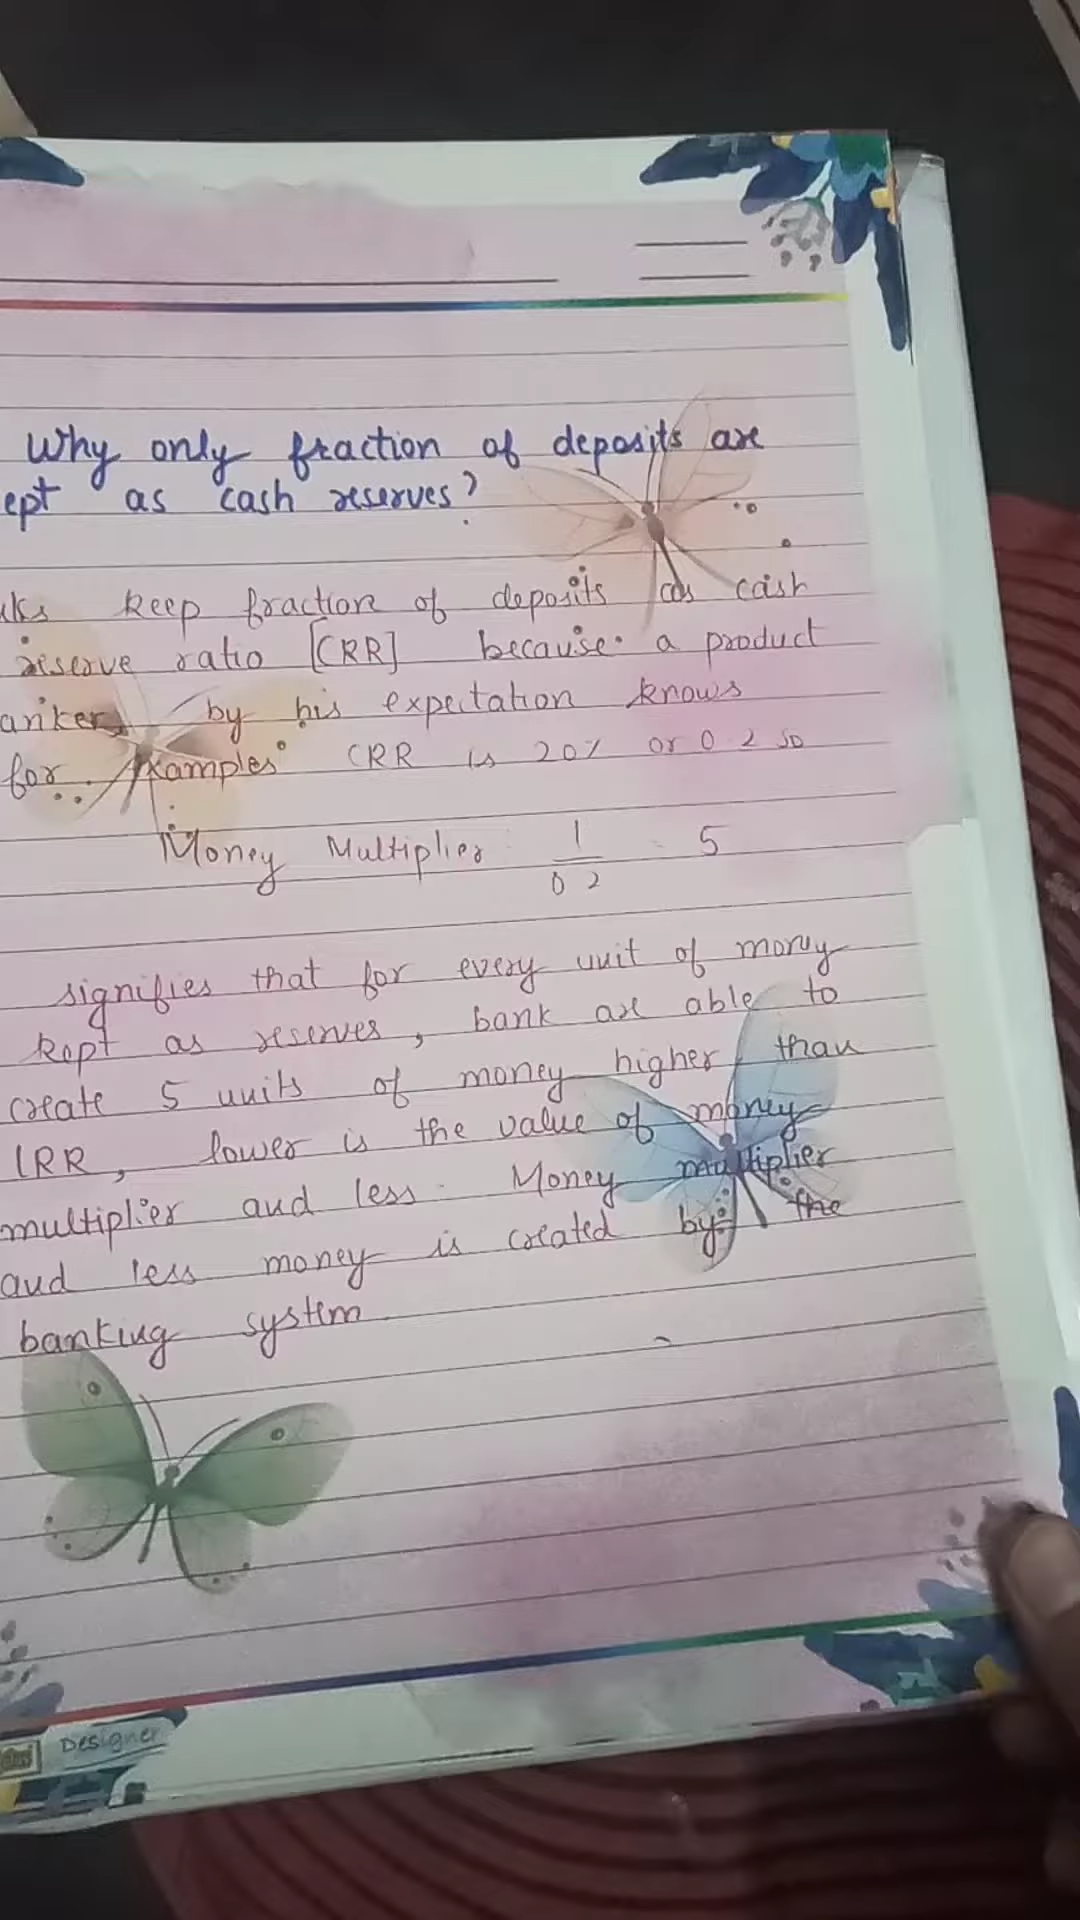 Why only fraction of deposits are
ept as cash reserves?
nks keep fraction of deposits as cash
reserve ratio [CRR] because a product
anker, by his expectation knows
for examples CRR is 20% or 0.2 so
Money Multiplier 1/0.2 = 5
signifies that for every unit of money
kept as reserves, bank are able to
create 5 units of money higher than
LRR, lower is the value of money
multiplier and less. Money multiplier
and less money is created by the
banking system
Designer